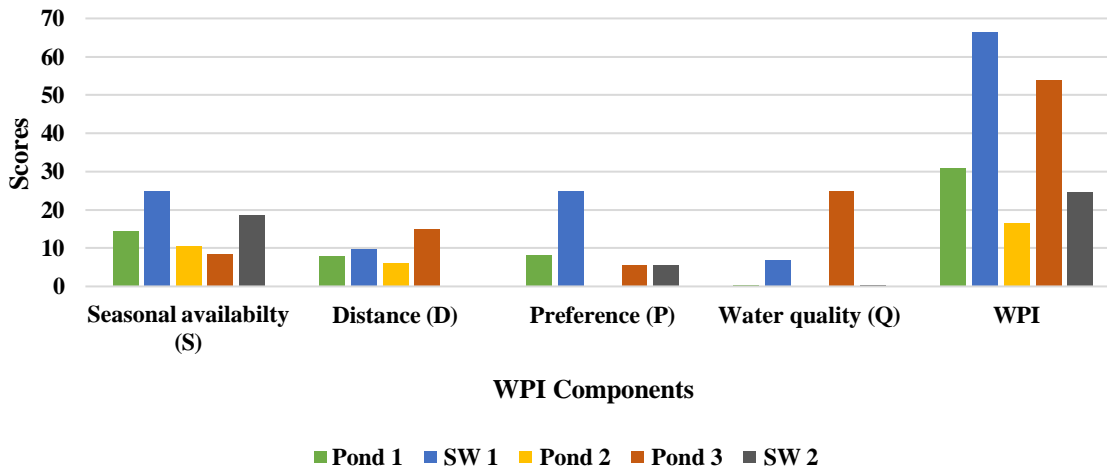 70
60
50
40
30
20
10
0
Scores
Seasonal availabilty
(S)
Distance (D)
Preference (P)
Water quality (Q)
WPI
WPI Components
Pond 1 SW 1 Pond 2 Pond 3 SW 2